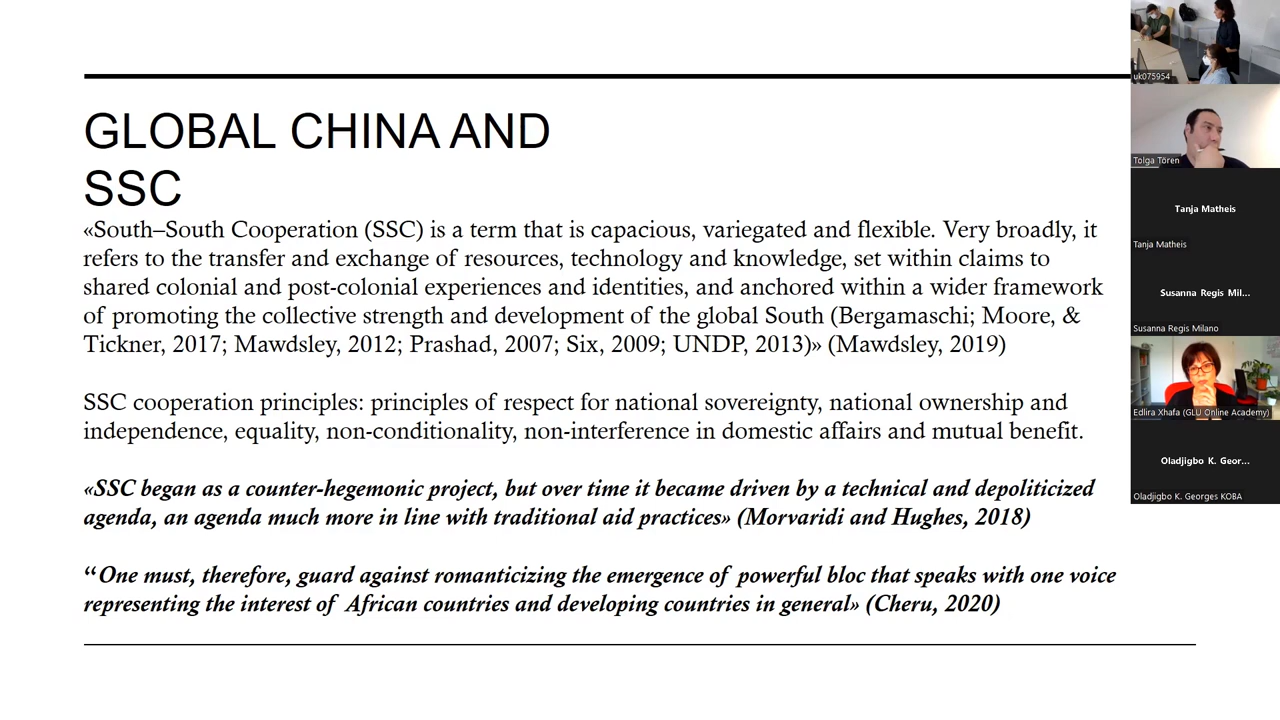 GLOBAL CHINA AND
SSC
«South–South Cooperation (SSC) is a term that is capacious, variegated and flexible. Very broadly, it
refers to the transfer and exchange of resources, technology and knowledge, set within claims to
shared colonial and post-colonial experiences and identities, and anchored within a wider framework
of promoting the collective strength and development of the global South (Bergamaschi; Moore, &
Tickner, 2017; Mawdsley, 2012; Prashad, 2007; Six, 2009; UNDP, 2013)» (Mawdsley, 2019)
SSC cooperation principles: principles of respect for national sovereignty, national ownership and
independence, equality, non-conditionality, non-interference in domestic affairs and mutual benefit.
«SSC began as a counter-hegemonic project, but over time it became driven by a technical and depoliticized
agenda, an agenda much more in line with traditional aid practices» (Morvaridi and Hughes, 2018)
“One must, therefore, guard against romanticizing the emergence of powerful bloc that speaks with one voice
representing the interest of African countries and developing countries in general» (Cheru, 2020)
uk075954
Tolga Tören
Tanja Matheis
Tanja Matheis
Susanna Regis Mil...
Susanna Regis Milano
Edlira Xhafa (GLU Online Academy)
Oladjigbo K. Geor...
Oladjigbo K. Georges KOBA